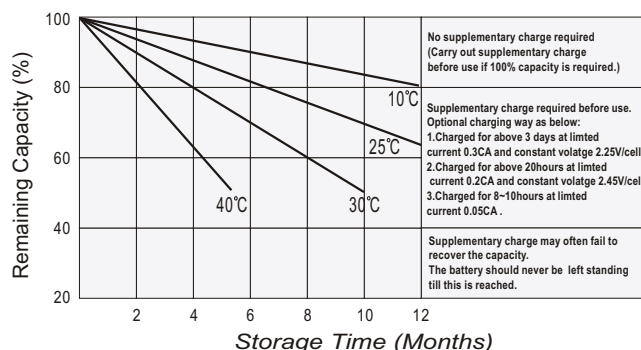 Remaining Capacity (%)
100
80
60
40
20
2
4
6
8
10
12
Storage Time (Months)
10℃
25℃
30℃
40℃
No supplementary charge required
(Carry out supplementary charge
before use if 100% capacity is required.)
Supplementary charge required before use.
Optional charging way as below:
1.Charged for above 3 days at limted
current 0.3CA and constant volatge 2.25V/cell
2.Charged for above 20hours at limted
current 0.2CA and constant volatge 2.45V/cell
3.Charged for 8~10hours at limted
current 0.05CA .
Supplementary charge may often fail to
recover the capacity.
The battery should never be left standing
till this is reached.